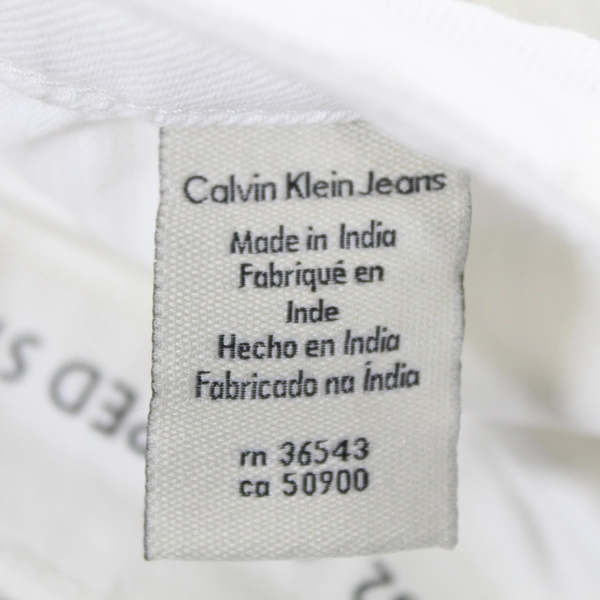 Calvin Klein Jeans
Made in India
Fabriqué en
Inde
Hecho en India
Fabricado na Índia
rn 36543
ca 50900